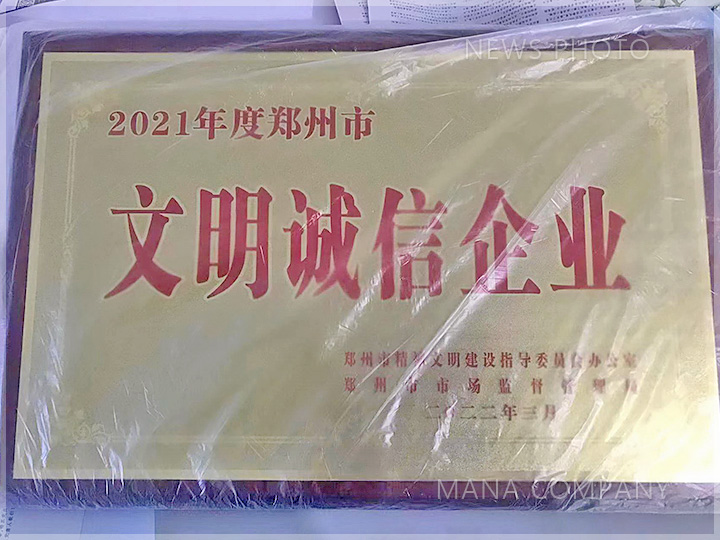 NEWS PHOTO
2021年度郑州市
文明诚信企业
郑州市精神文明建设指导委员会办公室
郑州市市场监督管理局
二〇二二年三月
MANA COMPANY